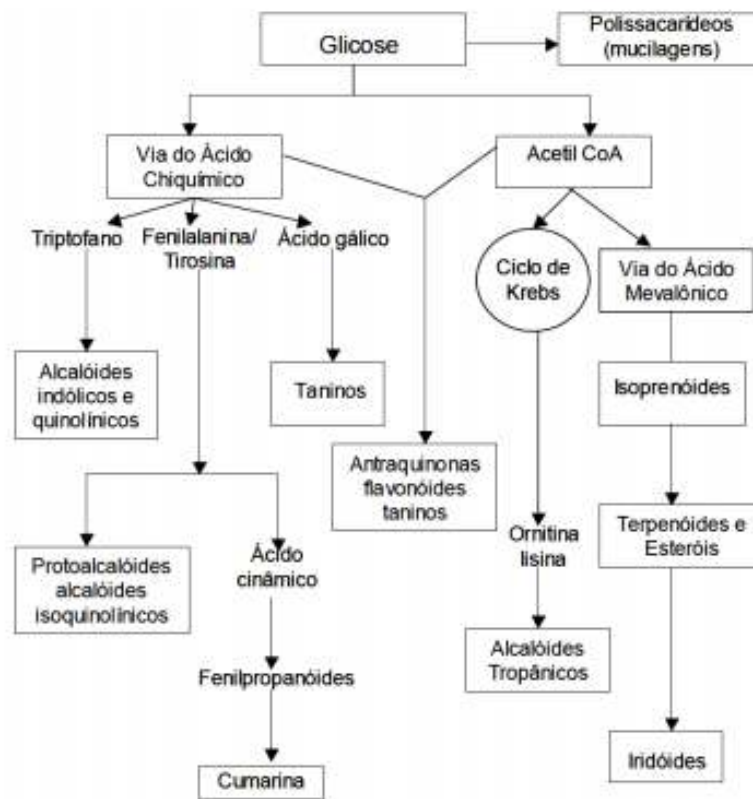 Glicose
Polissacarídeos
(mucilagens)
Via do Ácido
Chiquímico
Acetil CoA
Triptofano
Fenilalanina/
Tirosina
Ácido gálico
Ciclo de
Krebs
Via do Ácido
Mevalônico
Alcalóides
indólicos e
quinolínicos
Taninos
Isoprenóides
Antraquinonas
flavonóides
taninos
Protoalcalóides
alcalóides
isoquinolínicos
Ácido
cinâmico
Ornitina
lisina
Terpenóides e
Esteróis
Fenilpropanóides
Alcalóides
Tropânicos
Cumarina
Iridóides